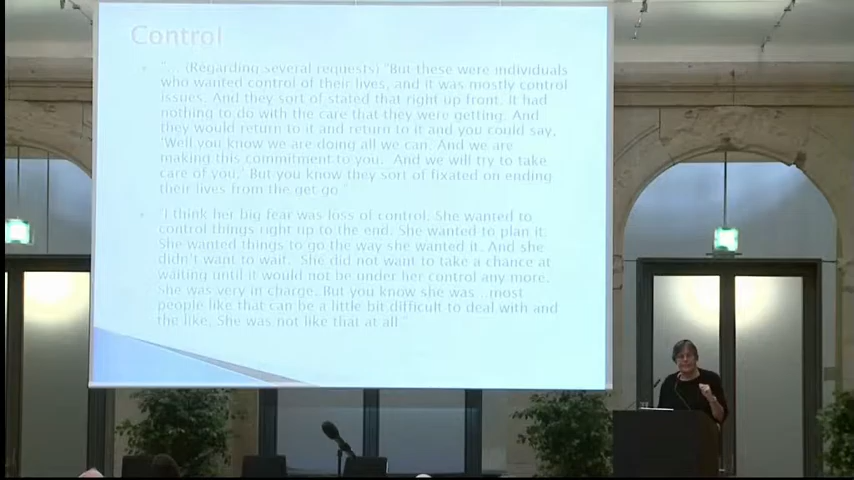 Control
"... (Regarding several requests) "But these were individuals
who wanted control of their lives, and it was mostly control
issues. And they sort of stated that right up front. It had
nothing to do with the care that they were getting. And
they would return to it and return to it and you could say,
'Well you know we are doing all we can. And we are
making this commitment to you. And we will try to take
care of you,' But you know they sort of fixated on ending
their lives from the get-go."
"I think her big fear was loss of control. She wanted to
control things right up to the end. She wanted to plan it.
She wanted things to go the way she wanted it. And she
didn't want to wait. She did not want to take a chance at
waiting until it would not be under her control any more.
She was very in charge. But you know she was ... most
people like that can be a little bit difficult to deal with and
the like. She was not like that at all."